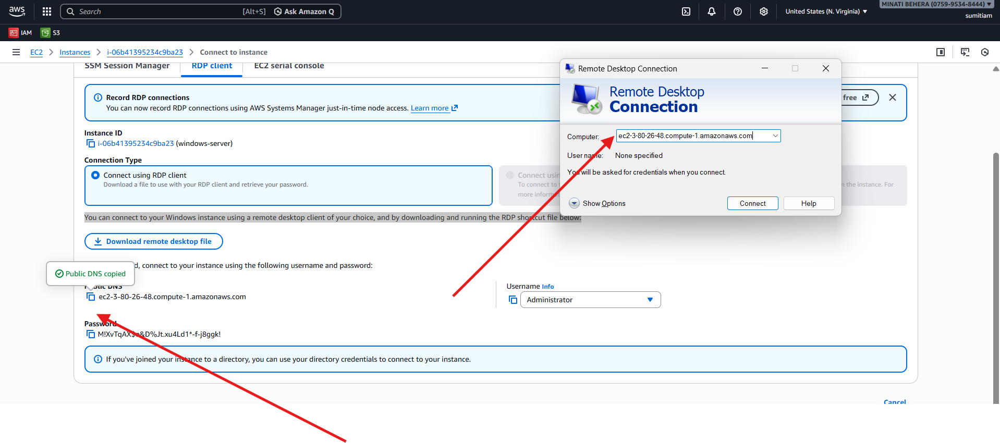 aws
Search [Alt+S] Ask Amazon Q
United States (N. Virginia)
MINATI BEHERA (0759-9534-8444)
sumitiam
IAM S3
EC2 Instances i-06b41395234c9ba23 Connect to instance
SSM Session Manager RDP client EC2 serial console
Record RDP connections
You can now record RDP connections using AWS Systems Manager just-in-time node access. Learn more
free
Instance ID
i-06b41395234c9ba23 (windows-server)
Connection Type
Connect using RDP client
Download a file to use with your RDP client and retrieve your password.
Connect usin
To connect to
n the instance. For
more informa
You can connect to your Windows instance using a remote desktop client of your choice, and by downloading and running the RDP shortcut file below:
Download remote desktop file
d, connect to your instance using the following username and password:
Public DNS copied
Public DNS
ec2-3-80-26-48.compute-1.amazonaws.com
Username Info
Administrator
Password
If you've joined your instance to a directory, you can use your directory credentials to connect to your instance.
Cancel
Remote Desktop Connection
Remote Desktop
Connection
Computer: ec2-3-80-26-48.compute-1.amazonaws.com
User name: None specified
You will be asked for credentials when you connect.
Show Options
Connect
Help